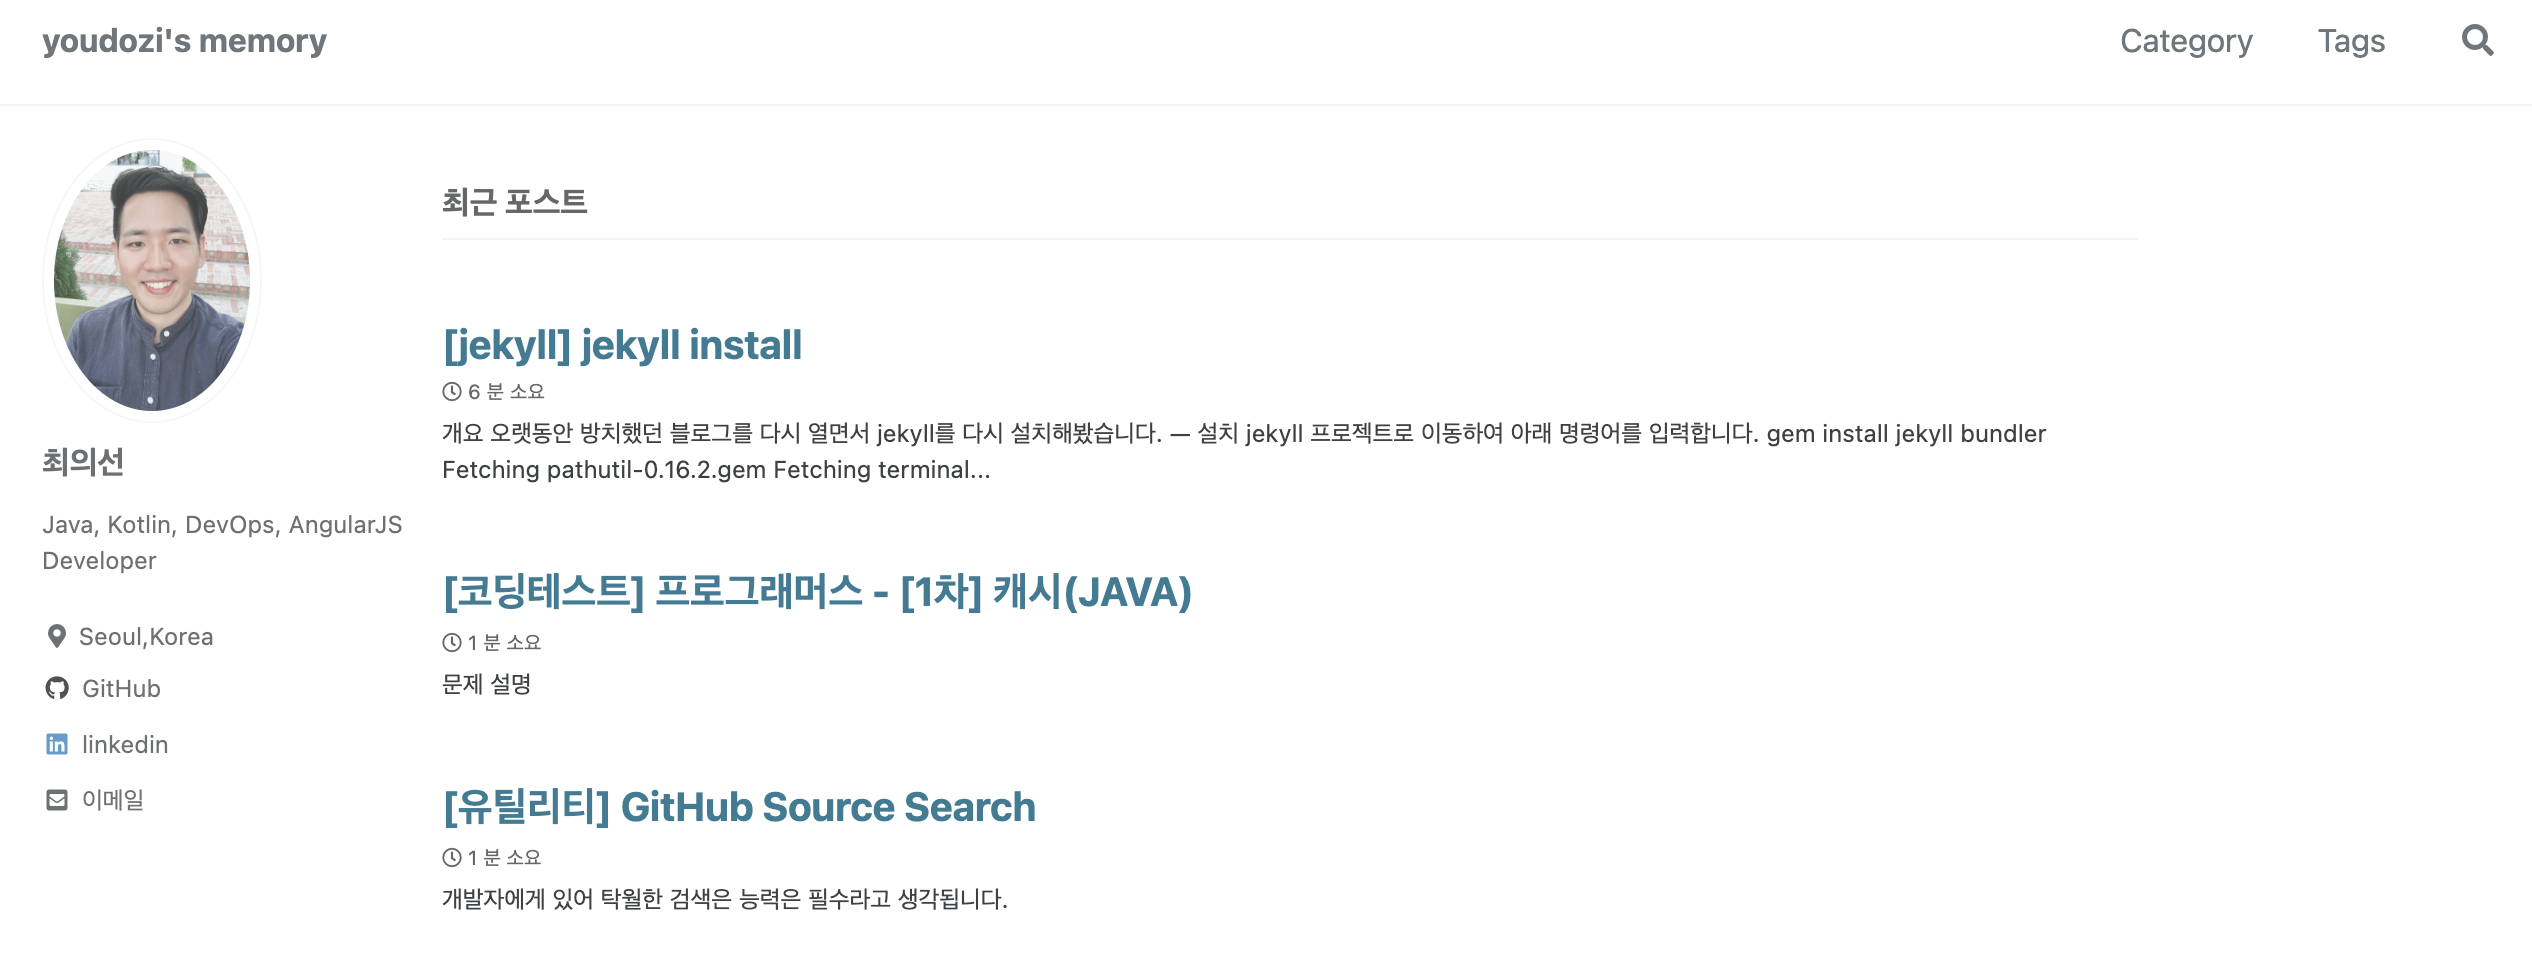 youdozi's memory
Category
Tags
최의선
Java, Kotlin, DevOps, AngularJS
Developer
Seoul,Korea
GitHub
linkedin
이메일
최근 포스트
[jekyll] jekyll install
6 분 소요
개요 오랫동안 방치했던 블로그를 다시 열면서 jekyll를 다시 설치해봤습니다. — 설치 jekyll 프로젝트로 이동하여 아래 명령어를 입력합니다. gem install jekyll bundler
Fetching pathutil-0.16.2.gem Fetching terminal...
[코딩테스트] 프로그래머스 - [1차] 캐시(JAVA)
1 분 소요
문제 설명
[유틸리티] GitHub Source Search
1 분 소요
개발자에게 있어 탁월한 검색은 능력은 필수라고 생각됩니다.